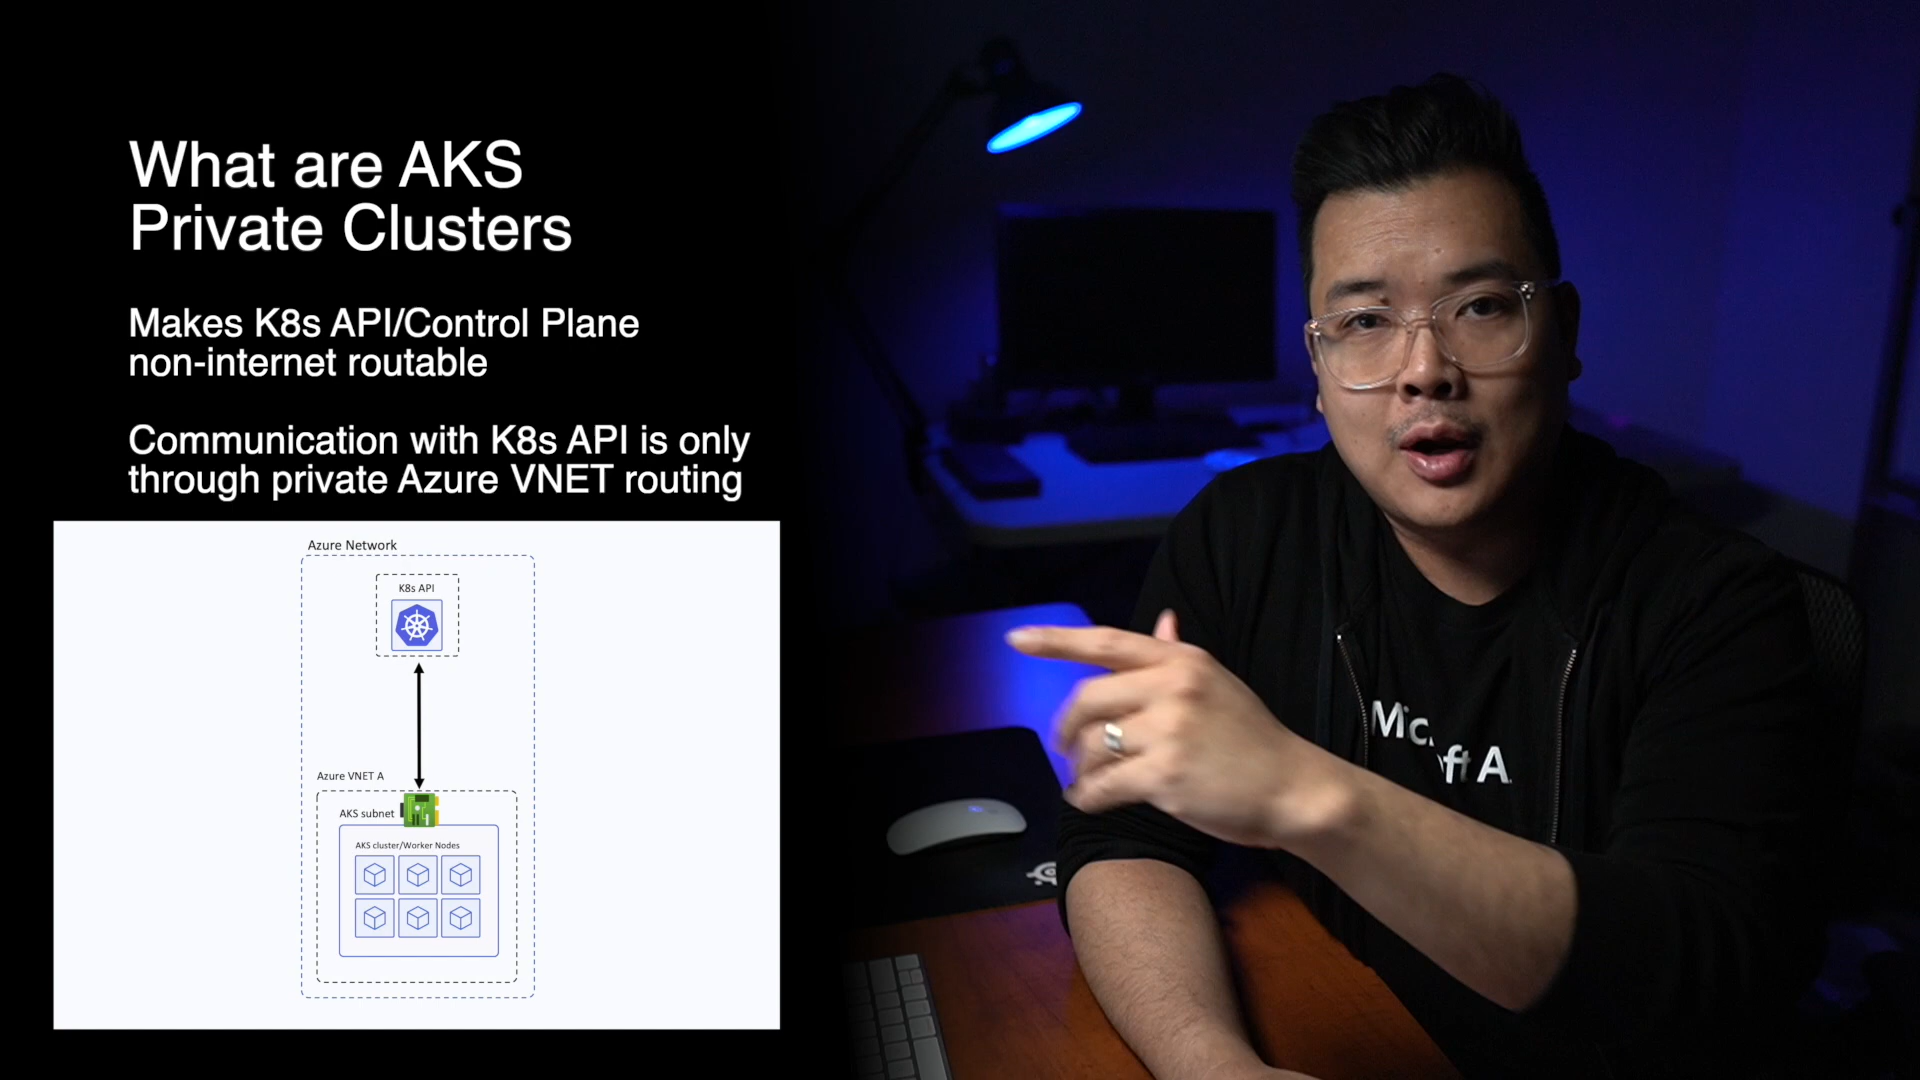 What are AKS
Private Clusters
Makes K8s API/Control Plane
non-internet routable
Communication with K8s API is only
through private Azure VNET routing
Azure Network
K8s API
Azure VNET A
AKS subnet
AKS cluster/Worker Nodes